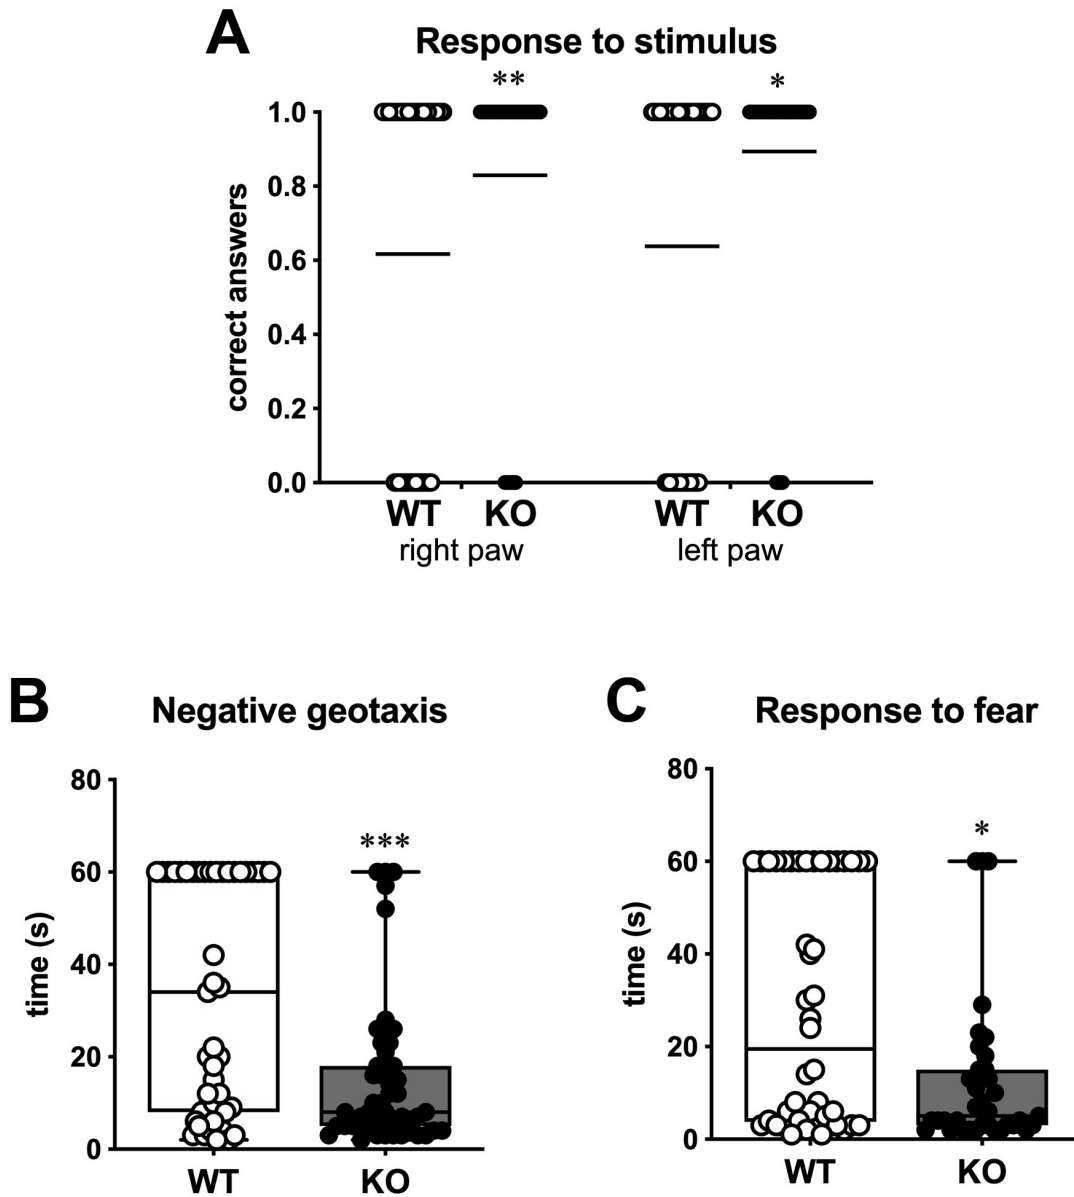 A
Response to stimulus
** *
correct answers
1.0
0.8
0.6
0.4
0.2
0.0
WT KO WT KO
right paw left paw
B
Negative geotaxis
***
time (s)
80
60
40
20
0
WT KO
C
Response to fear
*
time (s)
80
60
40
20
0
WT KO